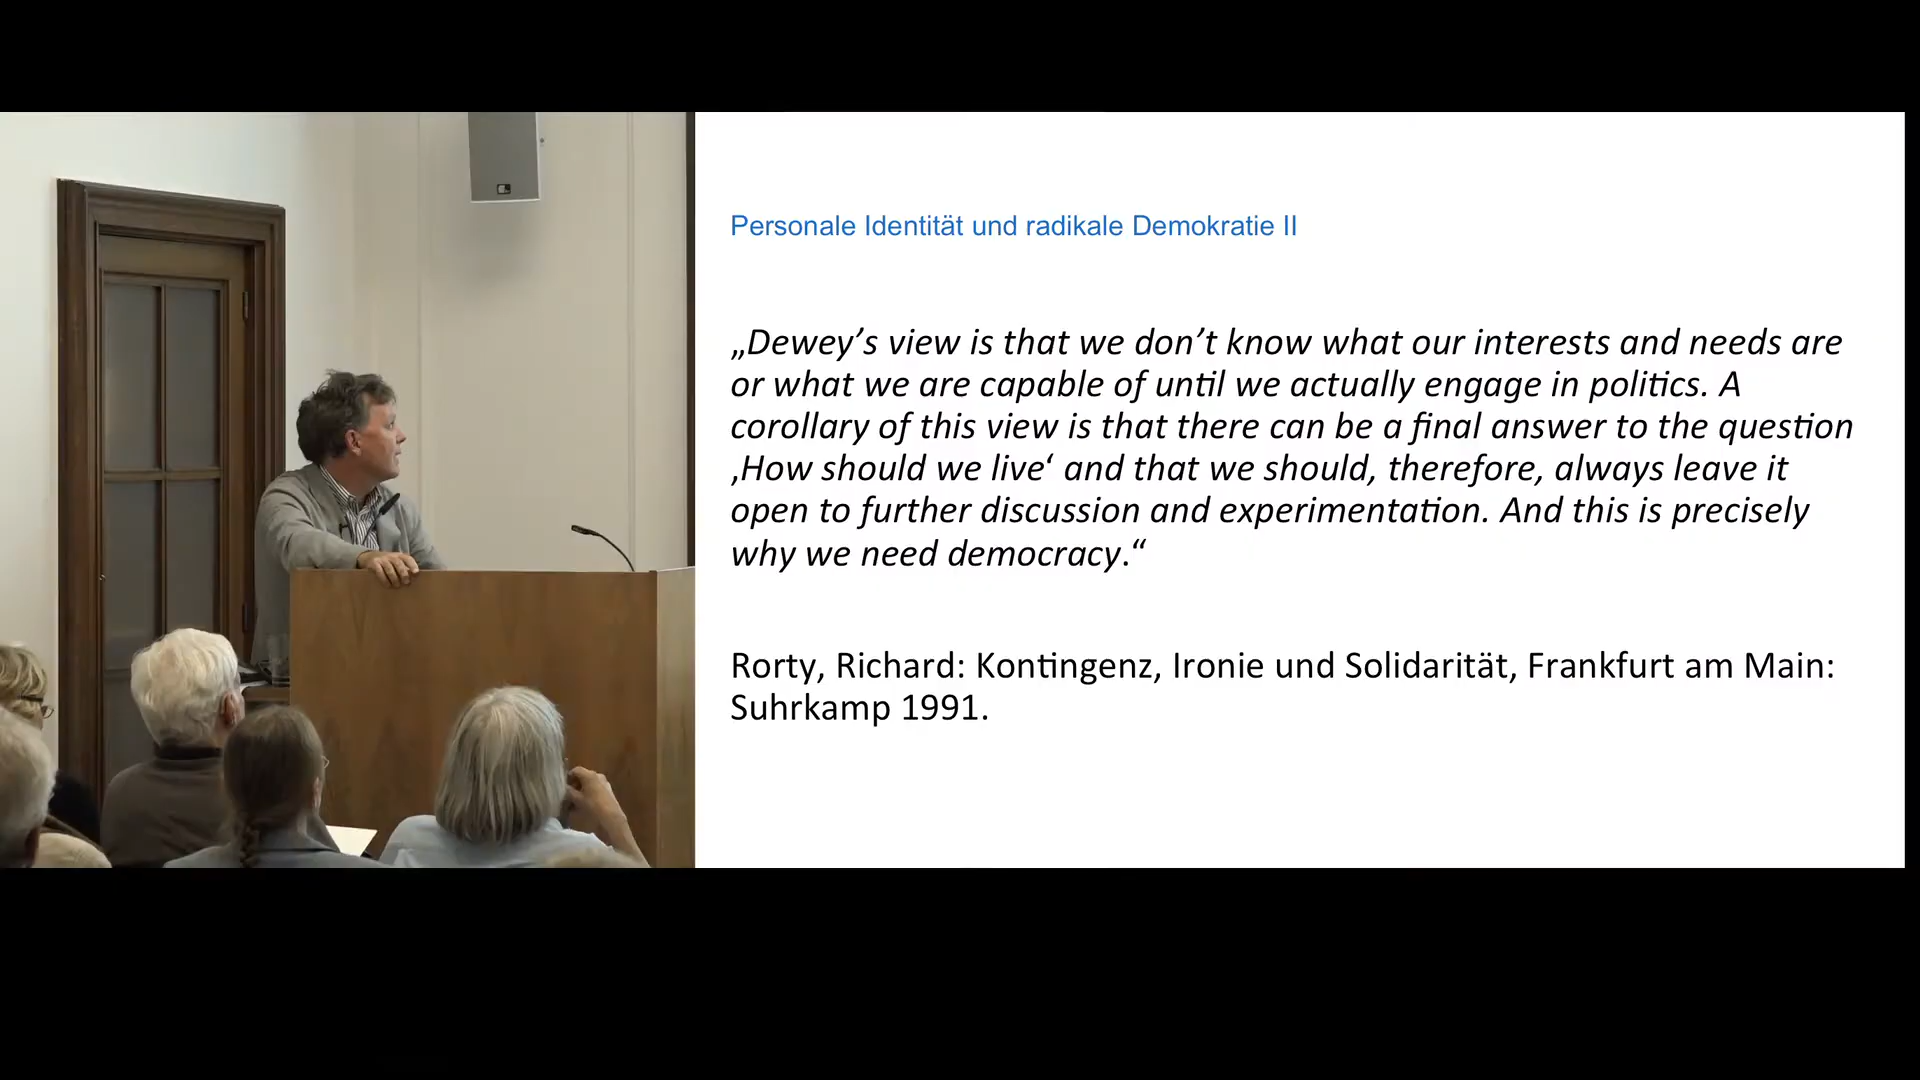 Personale Identität und radikale Demokratie II
„Dewey’s view is that we don’t know what our interests and needs are
or what we are capable of until we actually engage in politics. A
corollary of this view is that there can be a final answer to the question
‚How should we live‘ and that we should, therefore, always leave it
open to further discussion and experimentation. And this is precisely
why we need democracy.“
Rorty, Richard: Kontingenz, Ironie und Solidarität, Frankfurt am Main:
Suhrkamp 1991.